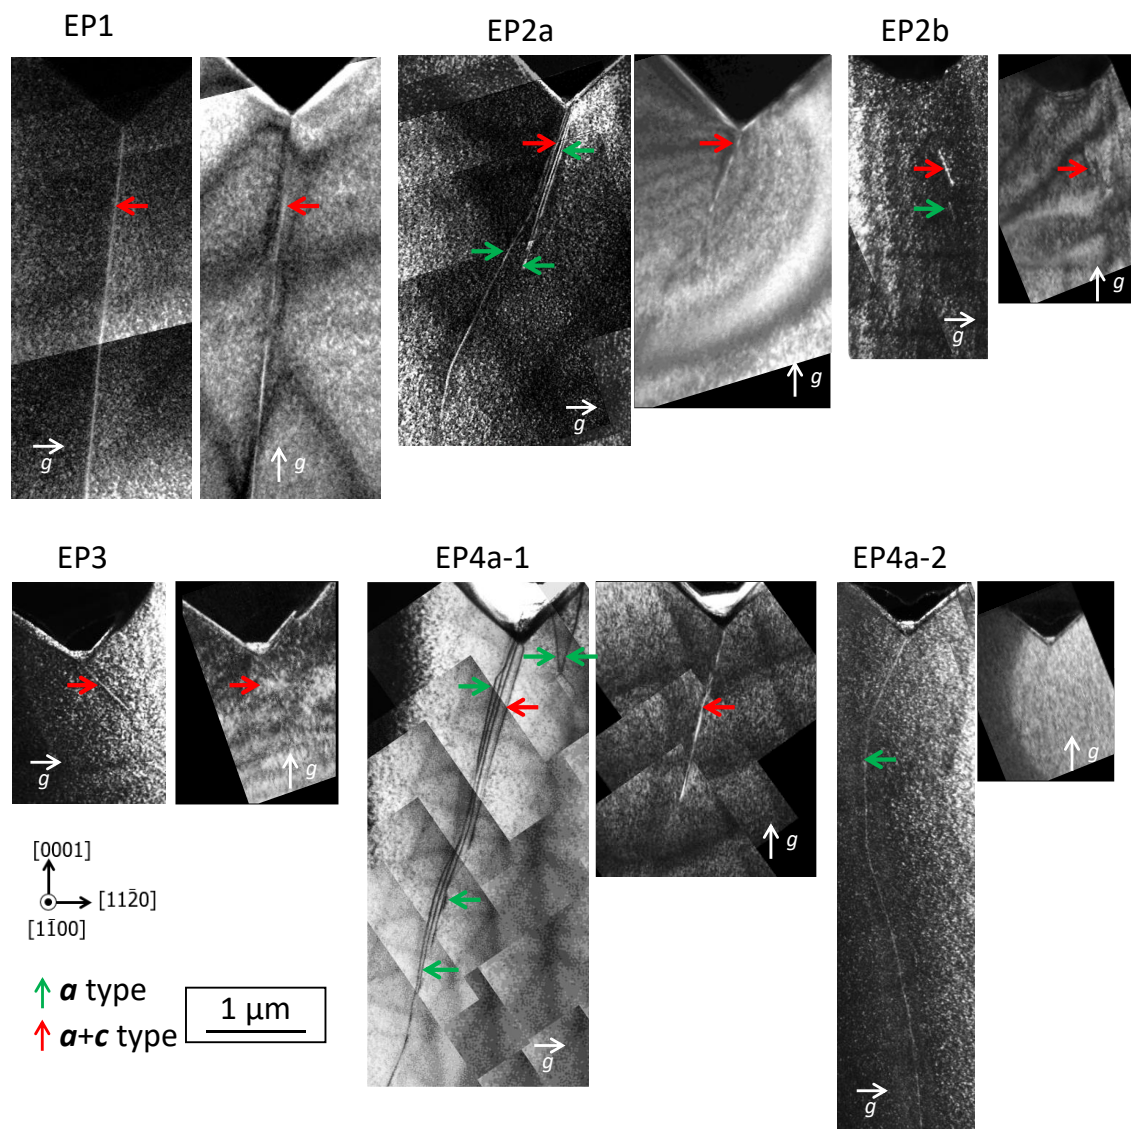 EP1
EP2a
EP2b
g
g
g
g
g
g
EP3
EP4a-1
EP4a-2
g
g
g
g
g
g
[0001]
[112̄0]
[11̄00]
a type
a+c type
1 μm